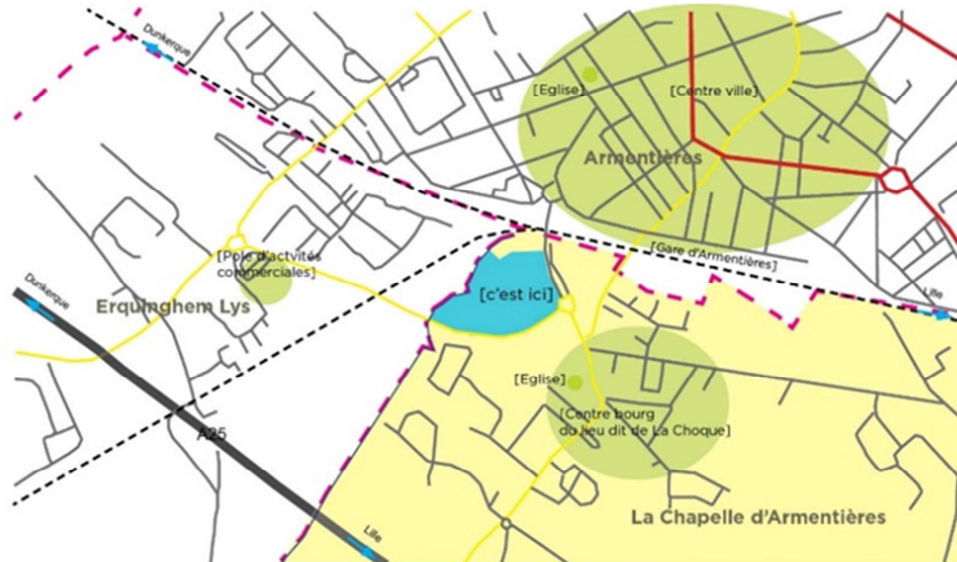 Dunkerque
[Eglise]
[Centre ville]
Armentières
[Gare d'Armentières]
[Pole d'actvités
commerciales]
Dunkerque
Erquinghem Lys
[c'est ici]
Lille
[Eglise]
[Centre bourg
du lieu dit de La Choque]
A25
La Chapelle d'Armentières
Lille